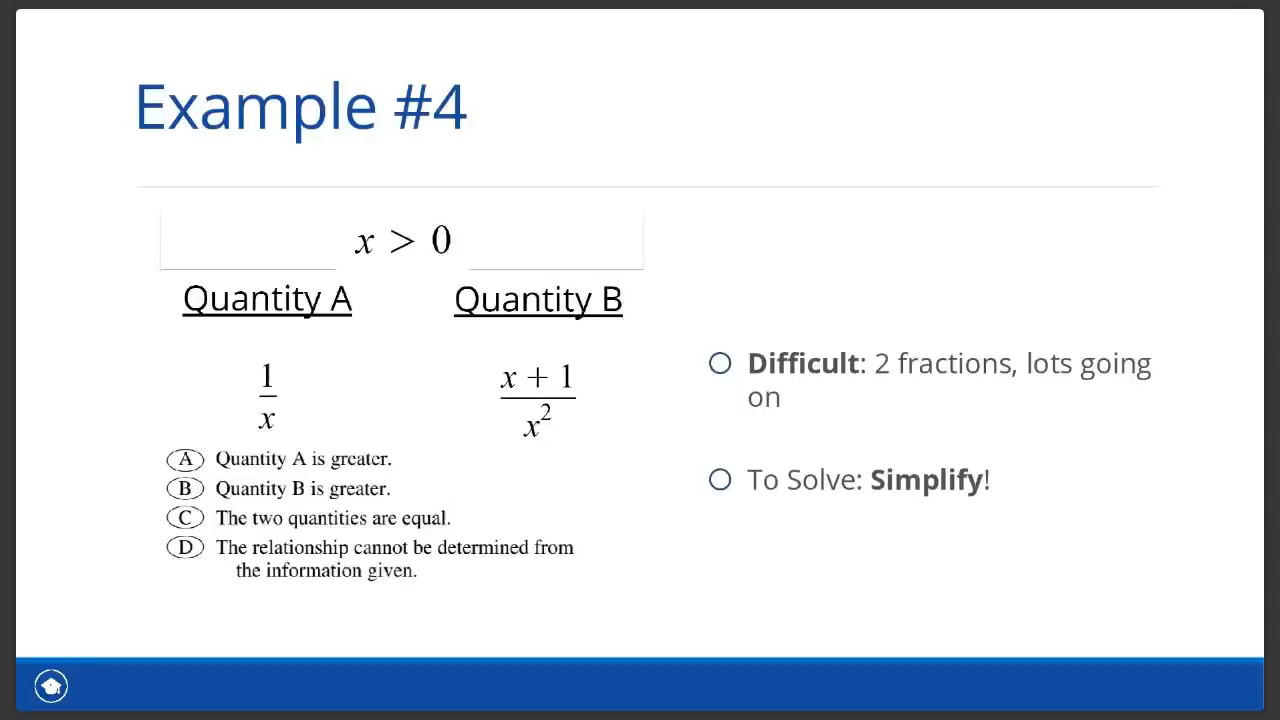 Example #4
x > 0
Quantity A Quantity B
1/x (x + 1)/x²
Difficult: 2 fractions, lots going
on
To Solve: Simplify!
A Quantity A is greater.
B Quantity B is greater.
C The two quantities are equal.
D The relationship cannot be determined from
the information given.